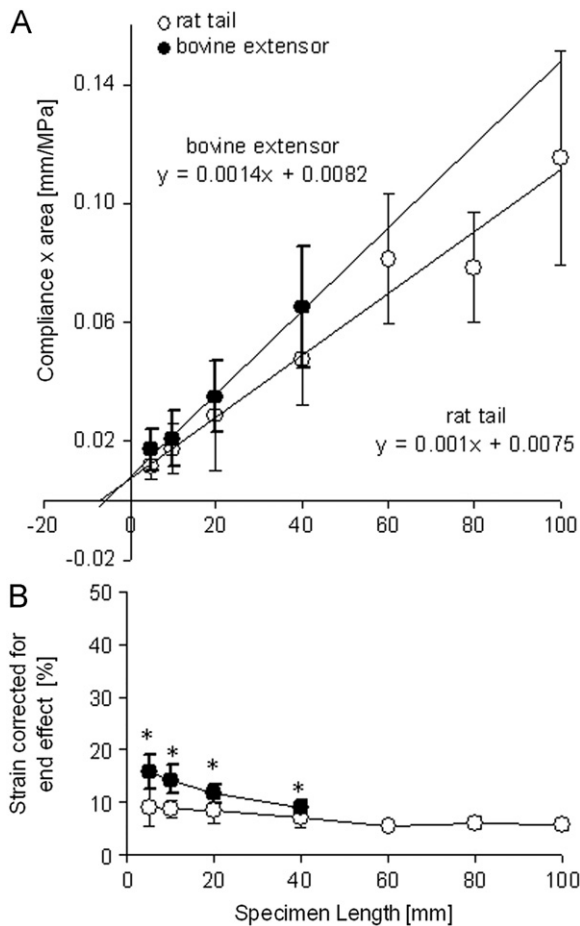 A
rat tail
bovine extensor
Compliance x area [mm/MPa]
0.14
0.10
0.06
0.02
-0.02
bovine extensor
y = 0.0014x + 0.0082
rat tail
y = 0.001x + 0.0075
-20 0 20 40 60 80 100
B
Strain corrected for
end effect [%]
50
40
30
20
10
0
* * * *
0 20 40 60 80 100
Specimen Length [mm]